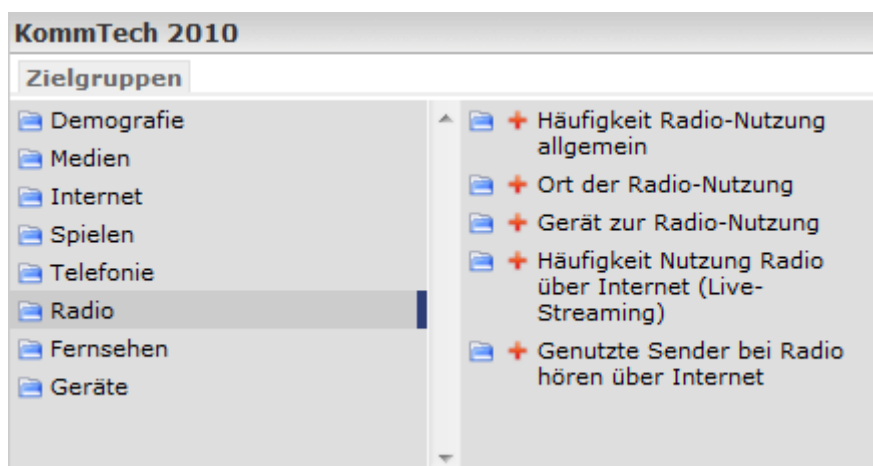 KommTech 2010
Zielgruppen
Demografie
Medien
Internet
Spielen
Telefonie
Radio
Fernsehen
Geräte
Häufigkeit Radio-Nutzung
allgemein
Ort der Radio-Nutzung
Gerät zur Radio-Nutzung
Häufigkeit Nutzung Radio
über Internet (Live-
Streaming)
Genutzte Sender bei Radio
hören über Internet